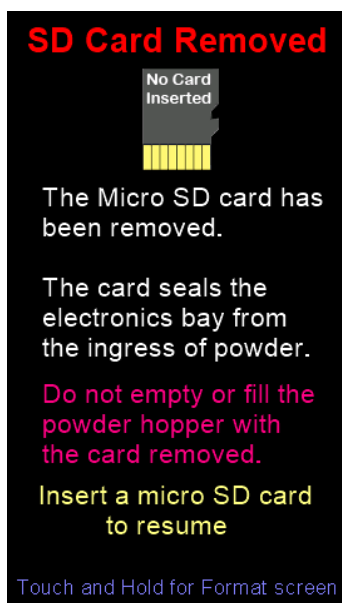 SD Card Removed
No Card
Inserted
The Micro SD card has
been removed.
The card seals the
electronics bay from
the ingress of powder.
Do not empty or fill the
powder hopper with
the card removed.
Insert a micro SD card
to resume
Touch and Hold for Format screen